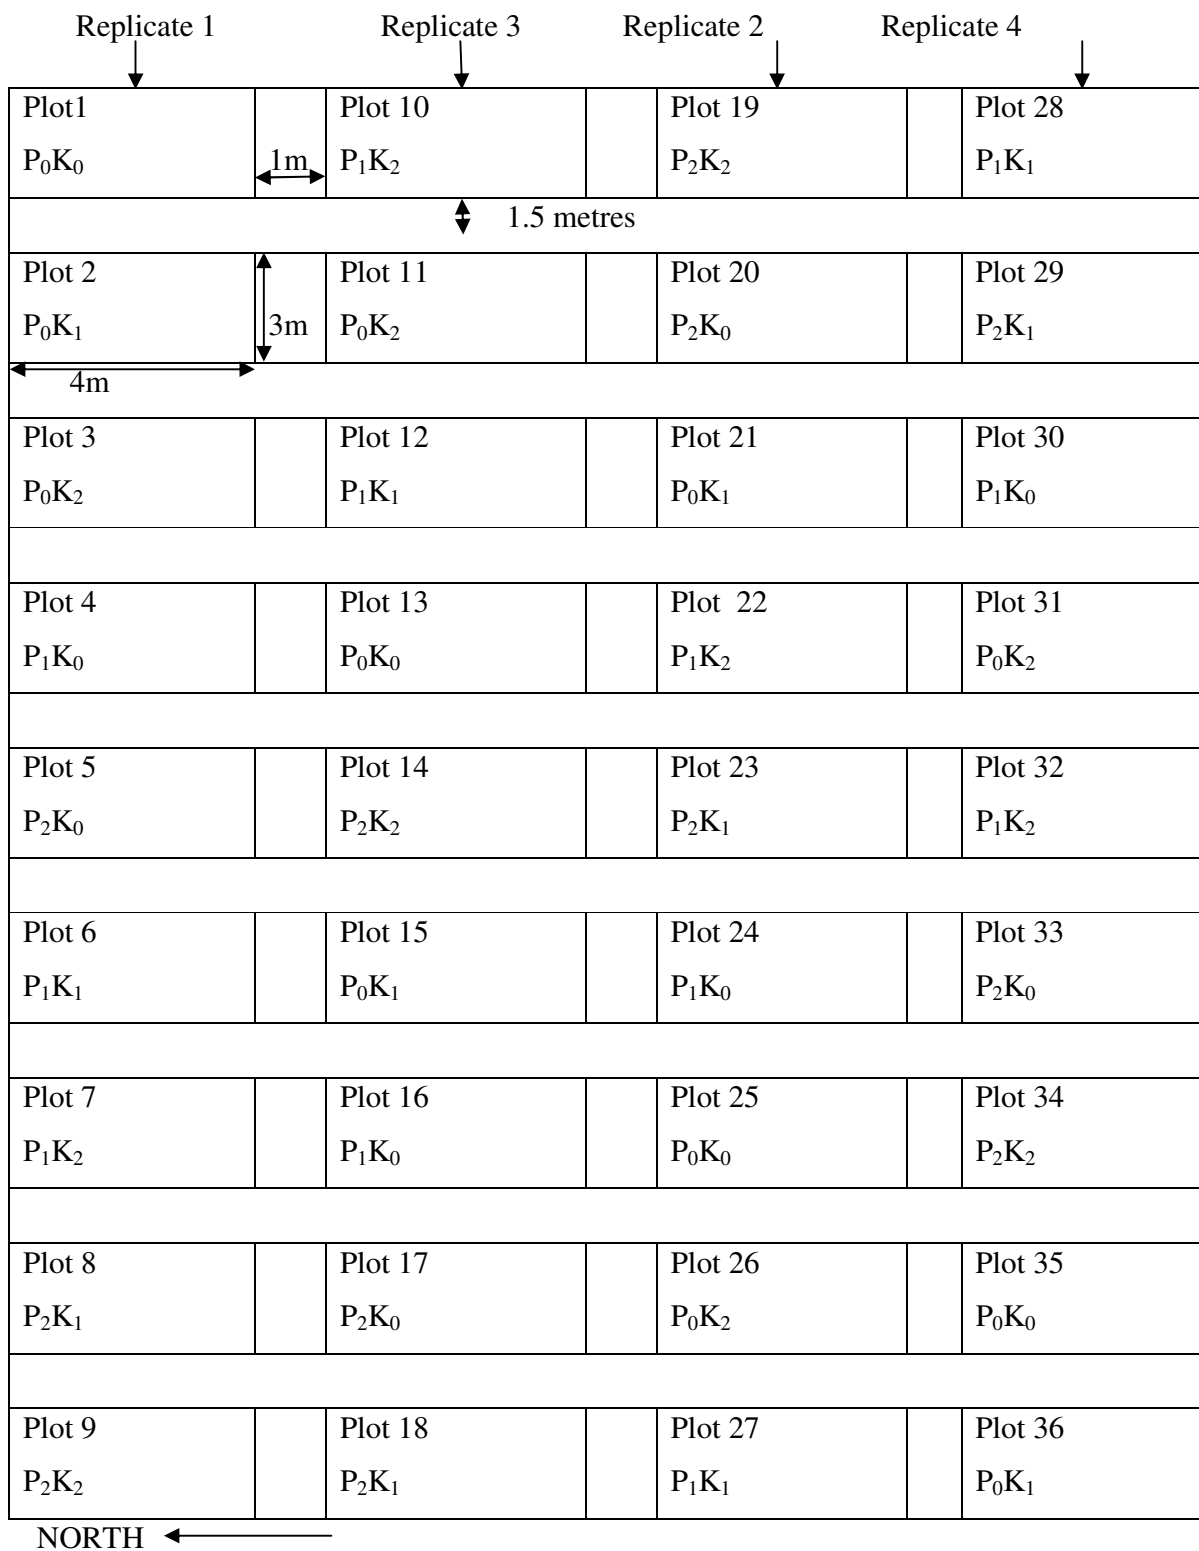 Replicate 1 Replicate 3 Replicate 2 Replicate 4
Plot1 Plot 10 Plot 19 Plot 28
P₀K₀ 1m P₁K₂ P₂K₂ P₁K₁
1.5 metres
Plot 2 Plot 11 Plot 20 Plot 29
P₀K₁ 3m P₀K₂ P₂K₀ P₂K₁
4m
Plot 3 Plot 12 Plot 21 Plot 30
P₀K₂ P₁K₁ P₀K₁ P₁K₀
Plot 4 Plot 13 Plot 22 Plot 31
P₁K₀ P₀K₀ P₁K₂ P₀K₂
Plot 5 Plot 14 Plot 23 Plot 32
P₂K₀ P₂K₂ P₂K₁ P₁K₂
Plot 6 Plot 15 Plot 24 Plot 33
P₁K₁ P₀K₁ P₁K₀ P₂K₀
Plot 7 Plot 16 Plot 25 Plot 34
P₁K₂ P₁K₀ P₀K₀ P₂K₂
Plot 8 Plot 17 Plot 26 Plot 35
P₂K₁ P₂K₀ P₀K₂ P₀K₀
Plot 9 Plot 18 Plot 27 Plot 36
P₂K₂ P₂K₁ P₁K₁ P₀K₁
NORTH